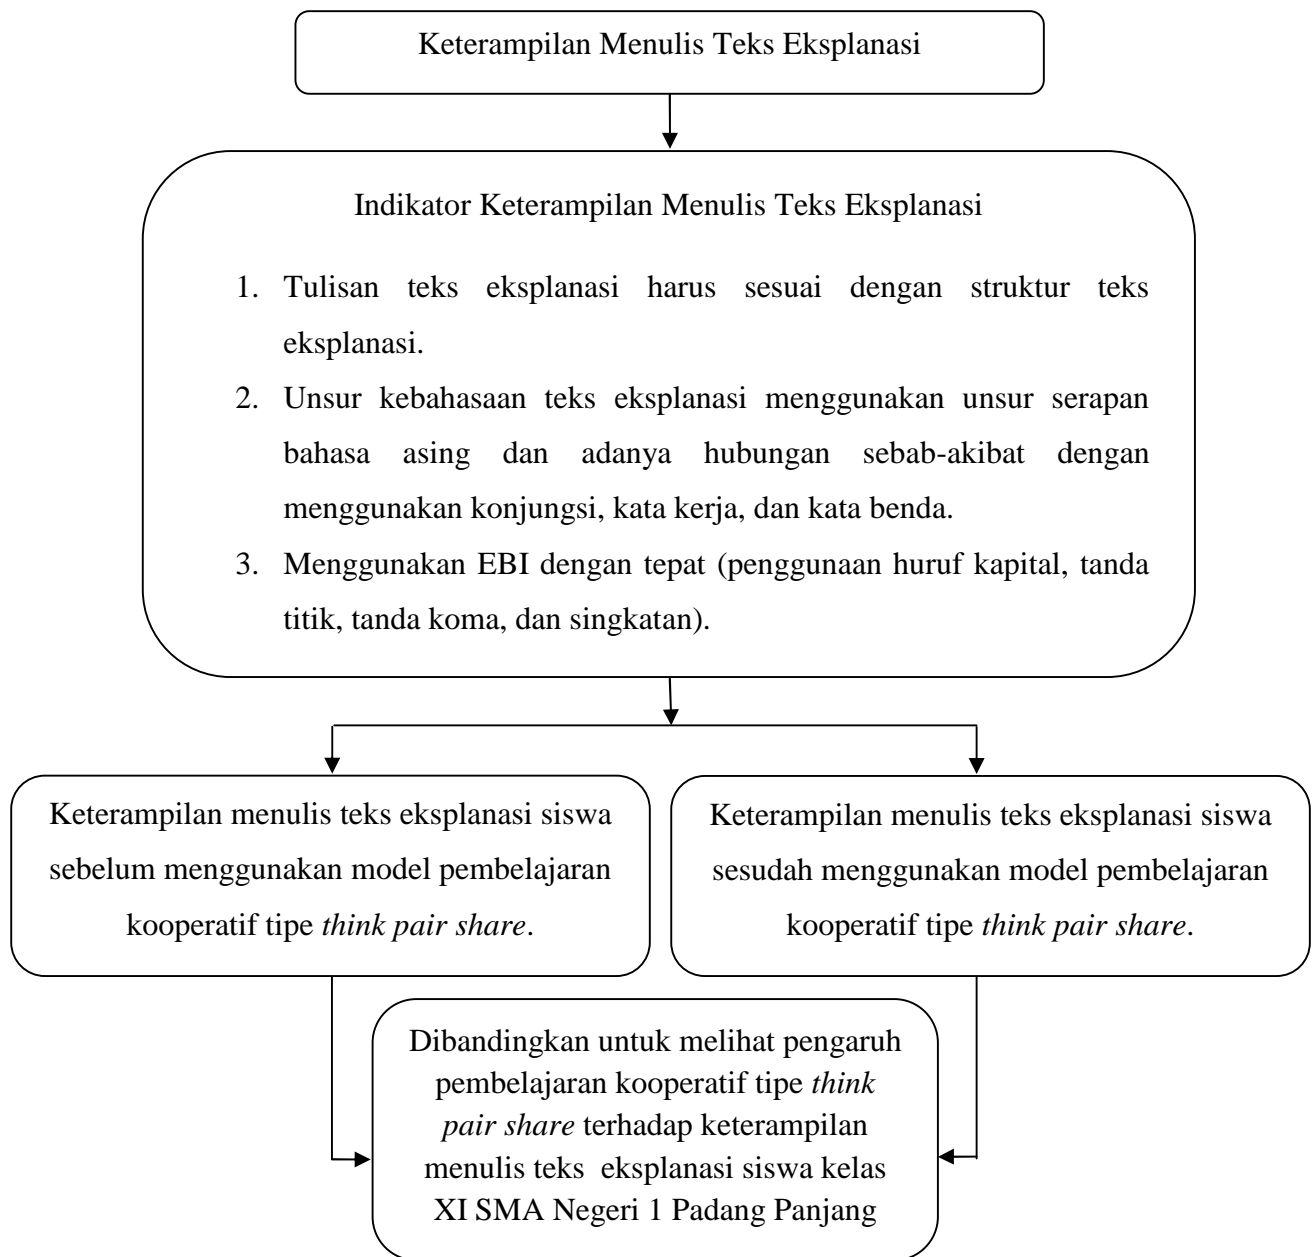 Keterampilan Menulis Teks Eksplanasi
Indikator Keterampilan Menulis Teks Eksplanasi
1. Tulisan teks eksplanasi harus sesuai dengan struktur teks
eksplanasi.
2. Unsur kebahasaan teks eksplanasi menggunakan unsur serapan
bahasa asing dan adanya hubungan sebab-akibat dengan
menggunakan konjungsi, kata kerja, dan kata benda.
3. Menggunakan EBI dengan tepat (penggunaan huruf kapital, tanda
titik, tanda koma, dan singkatan).
Keterampilan menulis teks eksplanasi siswa
sebelum menggunakan model pembelajaran
kooperatif tipe think pair share.
Keterampilan menulis teks eksplanasi siswa
sesudah menggunakan model pembelajaran
kooperatif tipe think pair share.
Dibandingkan untuk melihat pengaruh
pembelajaran kooperatif tipe think
pair share terhadap keterampilan
menulis teks eksplanasi siswa kelas
XI SMA Negeri 1 Padang Panjang